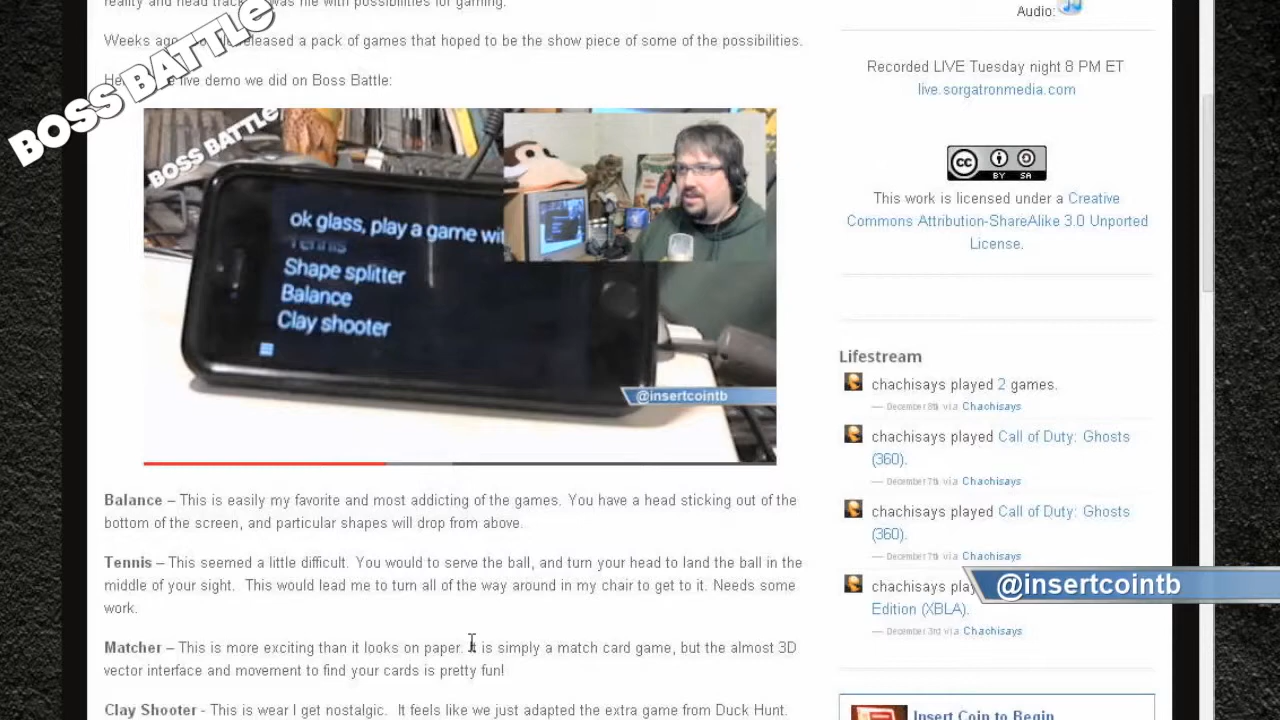 reality and head
was
with possibilities for gaming.
Weeks
released a pack of games that hoped to be the show piece of some of the possibilities.
live demo we did on Boss Battle:
BOSS BATTLE
BOSS BATTLE
ok glass, play a game
Tennis
Shape splitter
Balance
Clay shooter
@insertcointb
Balance – This is easily my favorite and most addicting of the games. You have a head sticking out of the
bottom of the screen, and particular shapes will drop from above.
Tennis – This seemed a little difficult. You would to serve the ball, and turn your head to land the ball in the
middle of your sight. This would lead me to turn all of the way around in my chair to get to it. Needs some
work.
Matcher – This is more exciting than it looks on paper. It is simply a match card game, but the almost 3D
vector interface and movement to find your cards is pretty fun!
Clay Shooter - This is wear I get nostalgic. It feels like we just adapted the extra game from Duck Hunt.
Audio:
Recorded LIVE Tuesday night 8 PM ET
live.sorgatronmedia.com
cc BY SA
This work is licensed under a Creative
Commons Attribution-ShareAlike 3.0 Unported
License.
Lifestream
chachisays played 2 games.
— December 8th via Chachisays
chachisays played Call of Duty: Ghosts
(360).
— December 7th via Chachisays
chachisays played Call of Duty: Ghosts
(360).
— December 7th via Chachisays
chachisays
Edition (XBLA).
— December 3rd via Chachisays
@insertcointb
Insert Coin to Begin